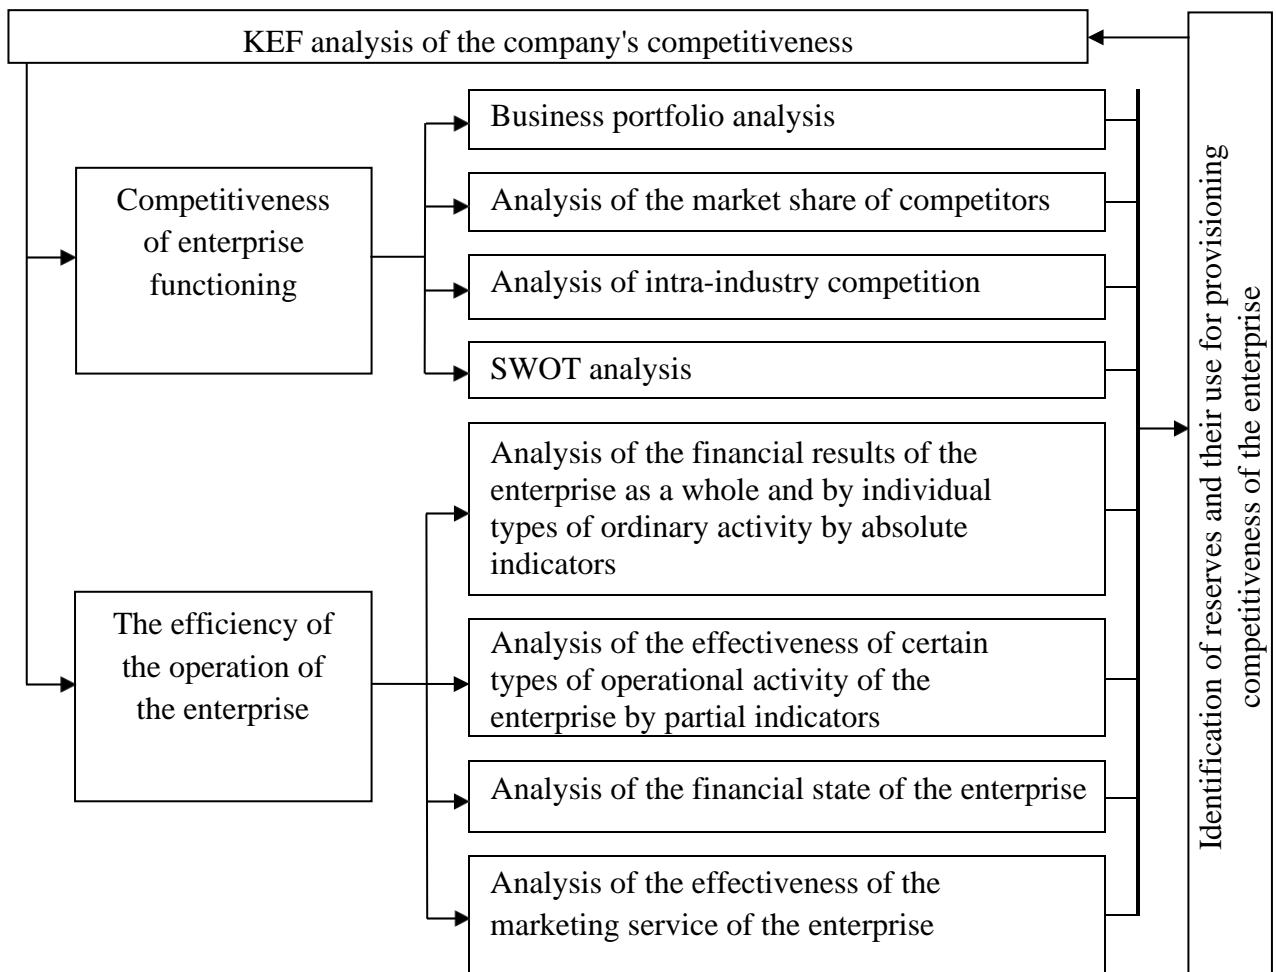 KEF analysis of the company's competitiveness
Competitiveness
of enterprise
functioning
Business portfolio analysis
Analysis of the market share of competitors
Analysis of intra-industry competition
SWOT analysis
The efficiency of
the operation of
the enterprise
Analysis of the financial results of the
enterprise as a whole and by individual
types of ordinary activity by absolute
indicators
Analysis of the effectiveness of certain
types of operational activity of the
enterprise by partial indicators
Analysis of the financial state of the enterprise
Analysis of the effectiveness of the
marketing service of the enterprise
Identification of reserves and their use for provisioning
competitiveness of the enterprise